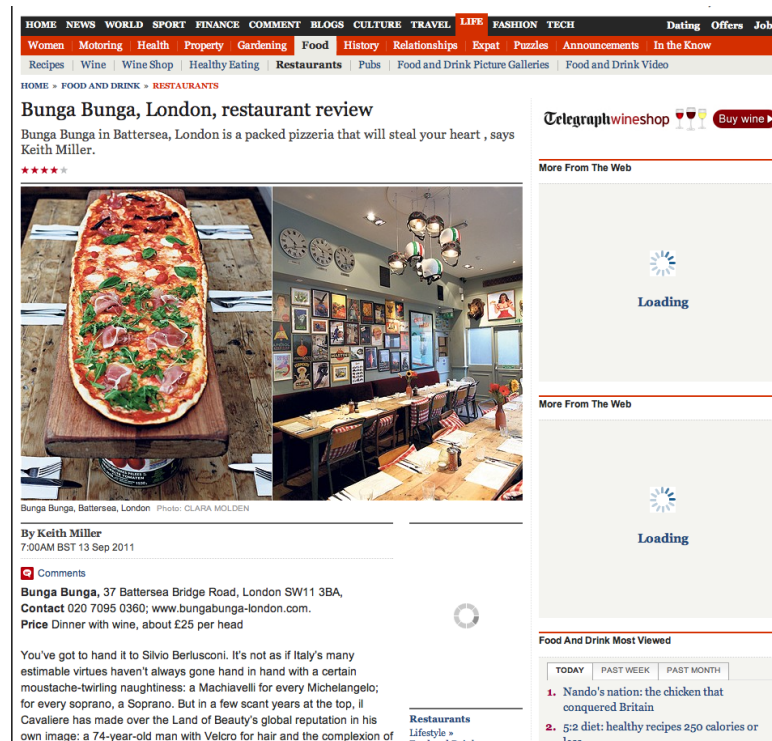 HOME NEWS WORLD SPORT FINANCE COMMENT BLOGS CULTURE TRAVEL LIFE FASHION TECH Dating Offers Job
Women Motoring Health Property Gardening Food History Relationships Expat Puzzles Announcements In the Know
Recipes Wine Wine Shop Healthy Eating Restaurants Pubs Food and Drink Picture Galleries Food and Drink Video
HOME » FOOD AND DRINK » RESTAURANTS
Bunga Bunga, London, restaurant review
Bunga Bunga in Battersea, London is a packed pizzeria that will steal your heart , says
Keith Miller.
Bunga Bunga, Battersea, London Photo: CLARA MOLDEN
By Keith Miller
7:00AM BST 13 Sep 2011
Comments
Bunga Bunga, 37 Battersea Bridge Road, London SW11 3BA,
Contact 020 7095 0360; www.bungabunga-london.com.
Price Dinner with wine, about £25 per head
You've got to hand it to Silvio Berlusconi. It's not as if Italy's many
estimable virtues haven't always gone hand in hand with a certain
moustache-twirling naughtiness: a Machiavelli for every Michelangelo;
for every soprano, a Soprano. But in a few scant years at the top, il
Cavaliere has made over the Land of Beauty's global reputation in his
own image: a 74-year-old man with Velcro for hair and the complexion of
Restaurants
Lifestyle »
Telegraphwineshop Buy wine
More From The Web
Loading
More From The Web
Loading
Food And Drink Most Viewed
TODAY PAST WEEK PAST MONTH
1. Nando's nation: the chicken that
conquered Britain
2. 5:2 diet: healthy recipes 250 calories or